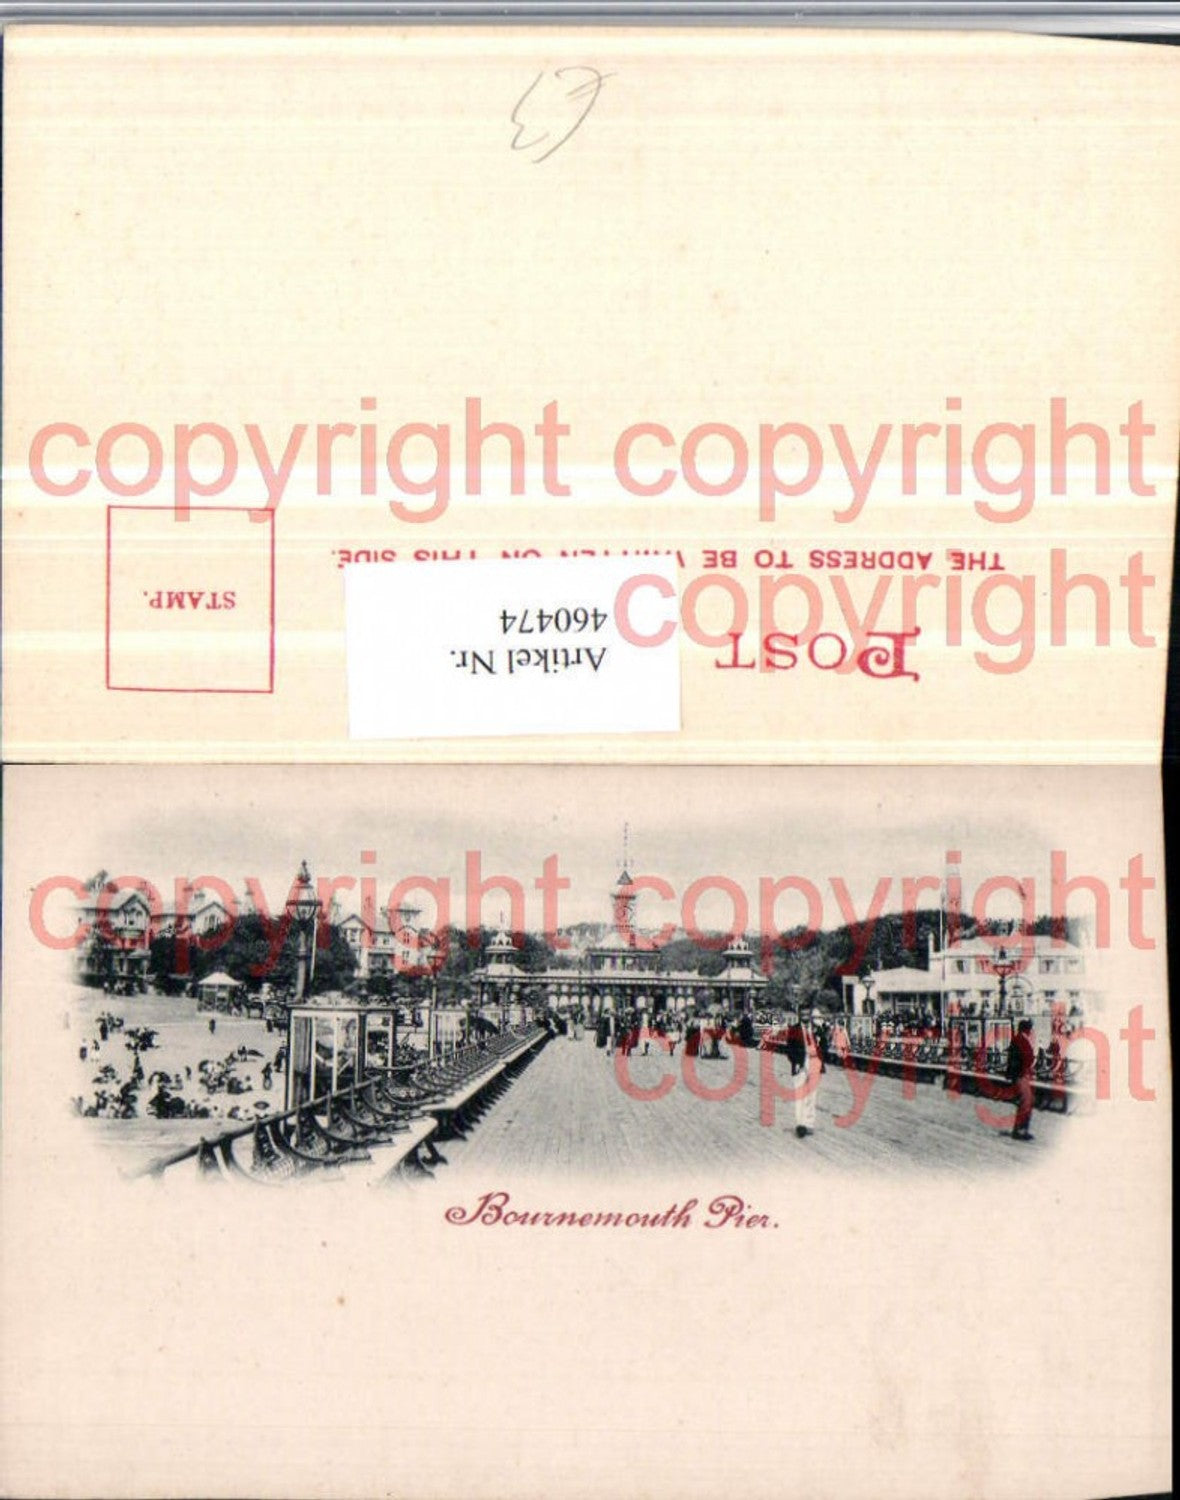 £3
copyright copyright
THE ADDRESS TO BE WRITTEN ON THIS SIDE.
STAMP.
copyright
POST
Artikel Nr.
460474
copyright copyright
copyright
Bournemouth Pier.